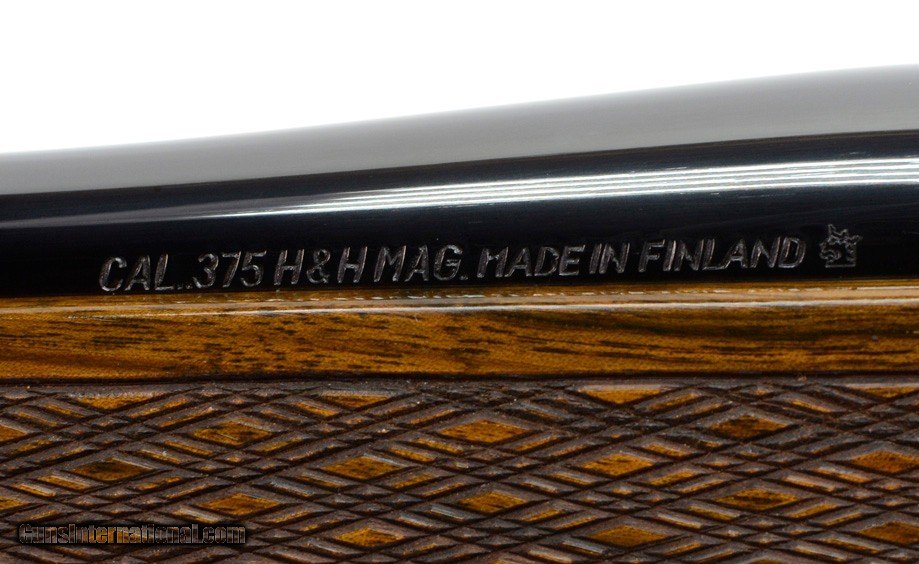 CAL..375 H&H MAG. MADE IN FINLAND
GunsInternational.com